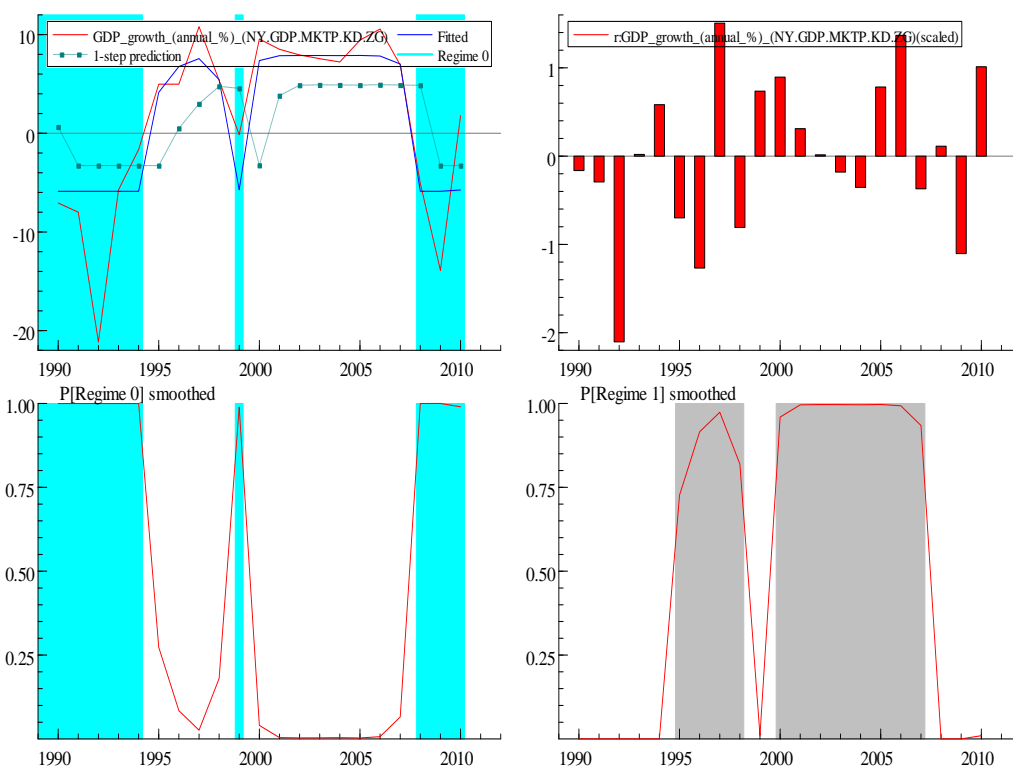 GDP_growth_(annual_%)_(NY.GDP.MKTP.KD.ZG) Fitted
1-step prediction Regime 0
10
0
-10
-20
1990 1995 2000 2005 2010
r:GDP_growth_(annual_%)_(NY.GDP.MKTP.KD.ZG)(scaled)
1
0
-1
-2
1990 1995 2000 2005 2010
P[Regime 0] smoothed
1.00
0.75
0.50
0.25
1990 1995 2000 2005 2010
P[Regime 1] smoothed
1.00
0.75
0.50
0.25
1990 1995 2000 2005 2010